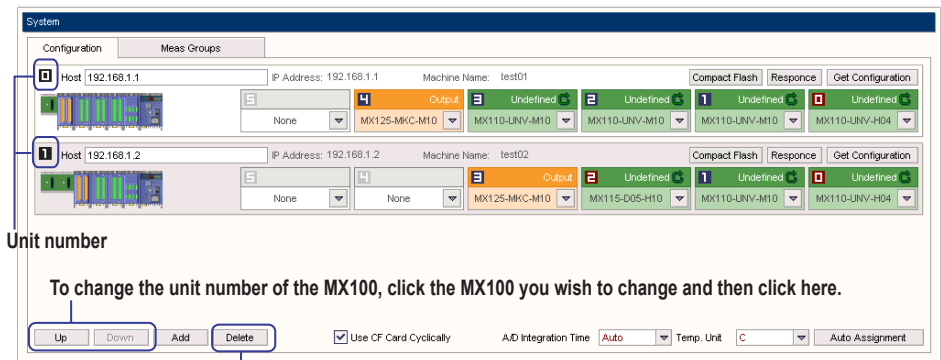 System
Configuration Meas Groups
0 Host 192.168.1.1 IP Address: 192.168.1.1 Machine Name: test01 Compact Flash Responce Get Configuration
5 4 Output 3 Undefined 2 Undefined 1 Undefined 0 Undefined
None MX125-MKC-M10 MX110-UNV-M10 MX110-UNV-M10 MX110-UNV-M10 MX110-UNV-H04
1 Host 192.168.1.2 IP Address: 192.168.1.2 Machine Name: test02 Compact Flash Responce Get Configuration
5 4 3 Output 2 Undefined 1 Undefined 0 Undefined
None None MX125-MKC-M10 MX115-D05-H10 MX110-UNV-M10 MX110-UNV-H04
Unit number
To change the unit number of the MX100, click the MX100 you wish to change and then click here.
Up Down Add Delete Use CF Card Cyclically A/D Integration Time Auto Temp. Unit C Auto Assignment